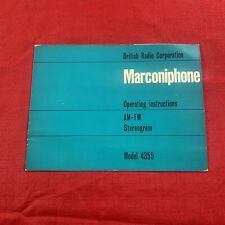 British Radio Corporation
Marconiphone
Operating instructions
AM-FM
Stereogram
Model 4355